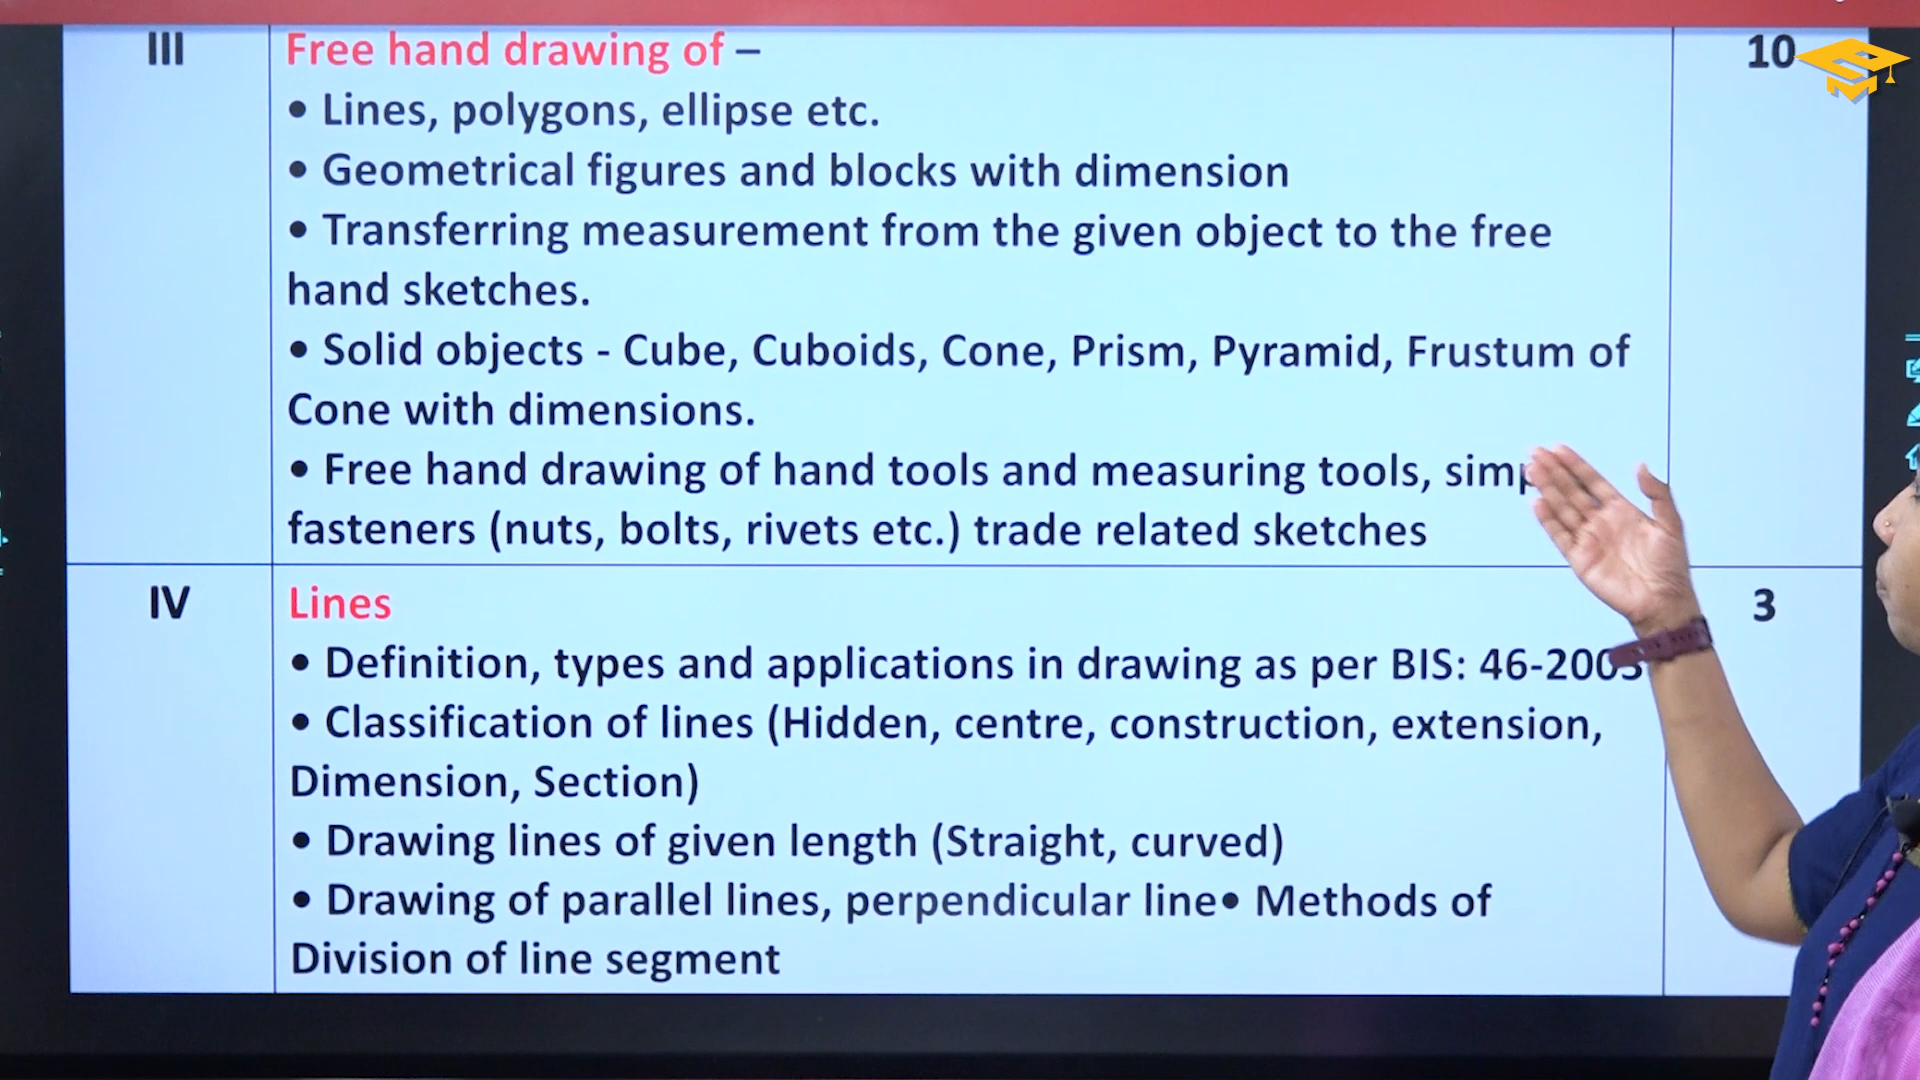 III
Free hand drawing of –
10
• Lines, polygons, ellipse etc.
• Geometrical figures and blocks with dimension
• Transferring measurement from the given object to the free
hand sketches.
• Solid objects - Cube, Cuboids, Cone, Prism, Pyramid, Frustum of
Cone with dimensions.
• Free hand drawing of hand tools and measuring tools,
fasteners (nuts, bolts, rivets etc.) trade related sketches
IV
Lines
3
• Definition, types and applications in drawing as per BIS: 46-2003
• Classification of lines (Hidden, centre, construction, extension,
Dimension, Section)
• Drawing lines of given length (Straight, curved)
• Drawing of parallel lines, perpendicular line• Methods of
Division of line segment